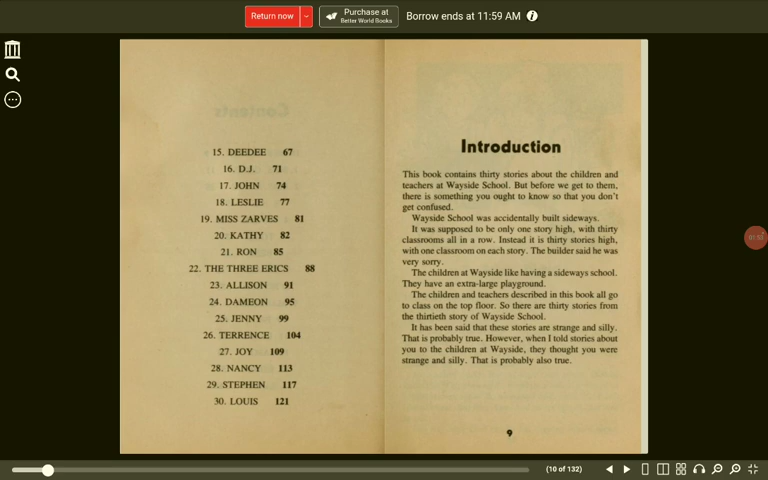 Return now
Purchase at
Better World Books
Borrow ends at 11:59 AM
15. DEEDEE 67
16. D.J. 71
17. JOHN 74
18. LESLIE 77
19. MISS ZARVES 81
20. KATHY 82
21. RON 85
22. THE THREE ERICS 88
23. ALLISON 91
24. DAMEON 95
25. JENNY 99
26. TERRENCE 104
27. JOY 109
28. NANCY 113
29. STEPHEN 117
30. LOUIS 121
Introduction
This book contains thirty stories about the children and
teachers at Wayside School. But before we get to them,
there is something you ought to know so that you don't
get confused.
Wayside School was accidentally built sideways.
It was supposed to be only one story high, with thirty
classrooms all in a row. Instead it is thirty stories high,
with one classroom on each story. The builder said he was
very sorry.
The children at Wayside like having a sideways school.
They have an extra-large playground.
The children and teachers described in this book all go
to class on the top floor. So there are thirty stories from
the thirtieth story of Wayside School.
It has been said that these stories are strange and silly.
That is probably true. However, when I told stories about
you to the children at Wayside, they thought you were
strange and silly. That is probably also true.
9
(10 of 132)